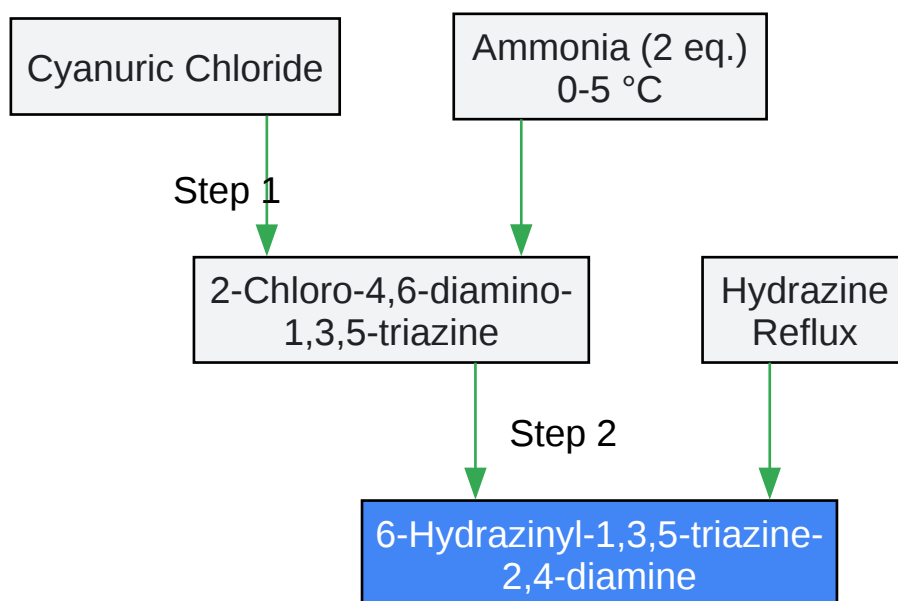 Cyanuric Chloride
Ammonia (2 eq.)
0-5 °C
Step 1
2-Chloro-4,6-diamino-
1,3,5-triazine
Hydrazine
Reflux
Step 2
6-Hydrazinyl-1,3,5-triazine-
2,4-diamine